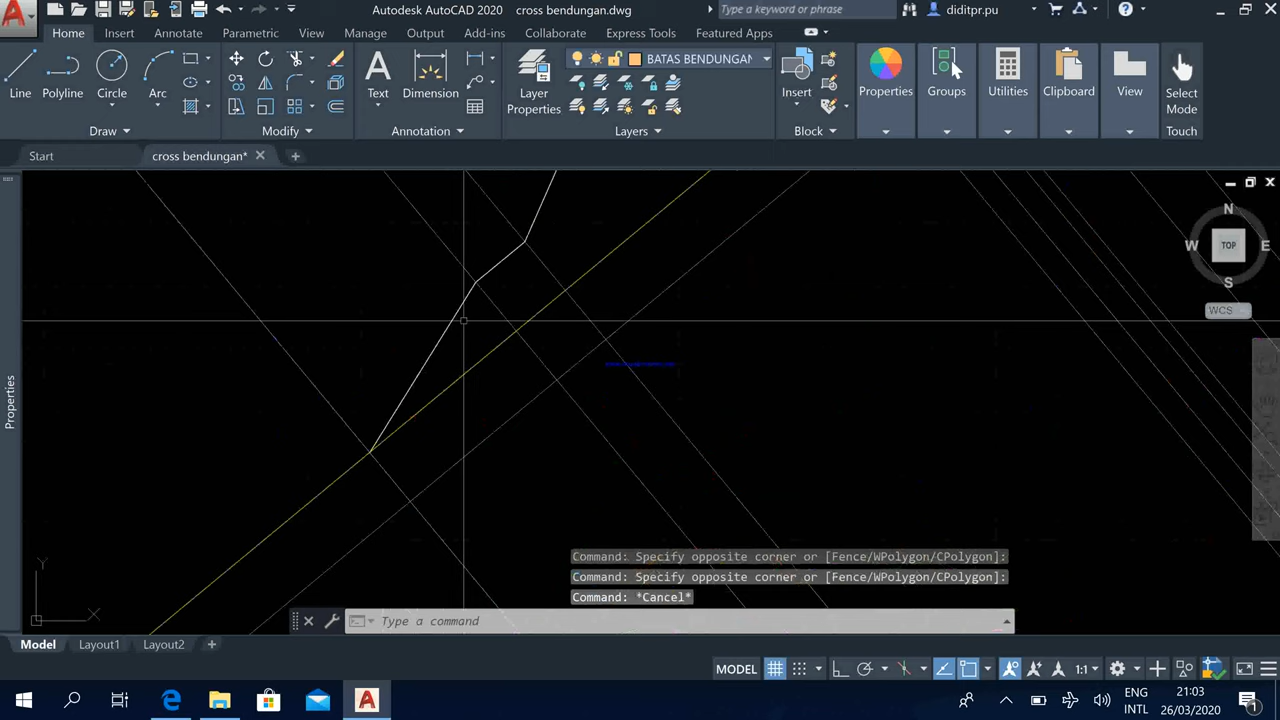 Autodesk AutoCAD 2020 cross bendungan.dwg
Type a keyword or phrase
diditpr.pu
Home Insert Annotate Parametric View Manage Output Add-ins Collaborate Express Tools Featured Apps
BATAS BENDUNGAN
Line Polyline Circle Arc
Text Dimension
Layer Properties
Insert
Properties Groups Utilities Clipboard View
Select Mode
Draw Modify Annotation Layers Block Touch
Start cross bendungan*
N
W TOP E
S
WCS
Properties
Y
X
Command: Specify opposite corner or [Fence/WPolygon/CPolygon]:
Command: Specify opposite corner or [Fence/WPolygon/CPolygon]:
Command: *Cancel*
Type a command
Model Layout1 Layout2
MODEL 1:1
ENG 21:03
INTL 26/03/2020
1